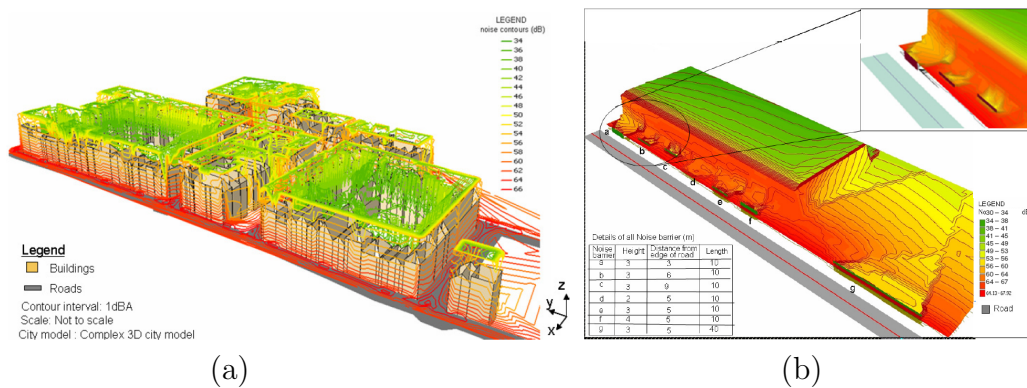 LEGEND
noise contours (dB)
34
36
38
40
42
44
46
48
50
52
54
56
58
60
62
64
66
Legend
Buildings
Roads
Contour interval: 1dBA
Scale: Not to scale
City model : Complex 3D city model
Z
y
X
(a)
a
b
c
d
e
f
g
Details of all Noise barrier (m)
Noise barrier Height Distance from edge of road Length
a 3 3 10
b 3 6 10
c 3 9 10
d 2 5 10
e 3 5 10
f 4 5 10
g 3 5 40
LEGEND
30 – 34
34 – 38
38 – 41
41 – 45
45 – 49
49 – 53
53 – 56
56 – 60
60 – 64
64 – 67
Road
(b)